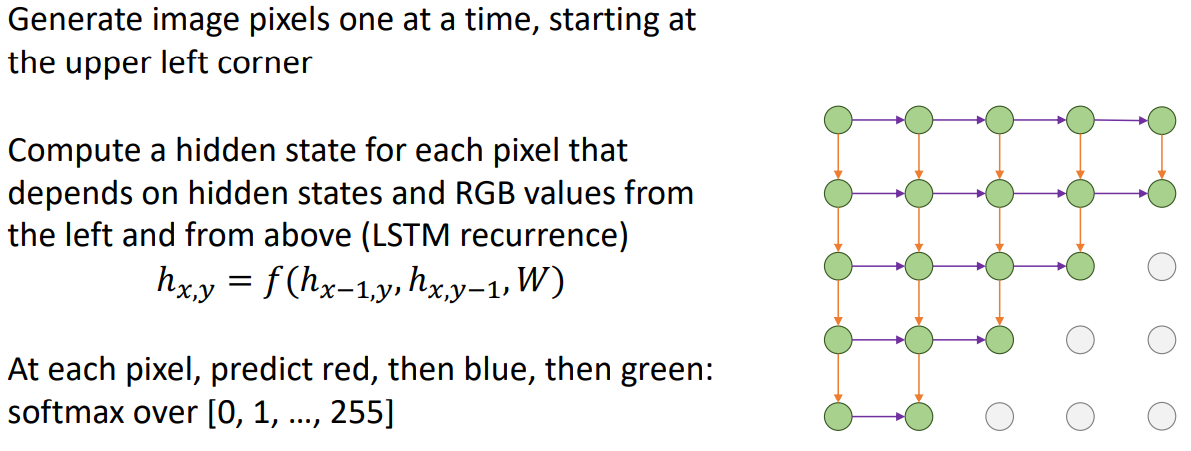 Generate image pixels one at a time, starting at
the upper left corner
Compute a hidden state for each pixel that
depends on hidden states and RGB values from
the left and from above (LSTM recurrence)
h_{x,y} = f(h_{x−1,y}, h_{x,y−1}, W)
At each pixel, predict red, then blue, then green:
softmax over [0, 1, …, 255]